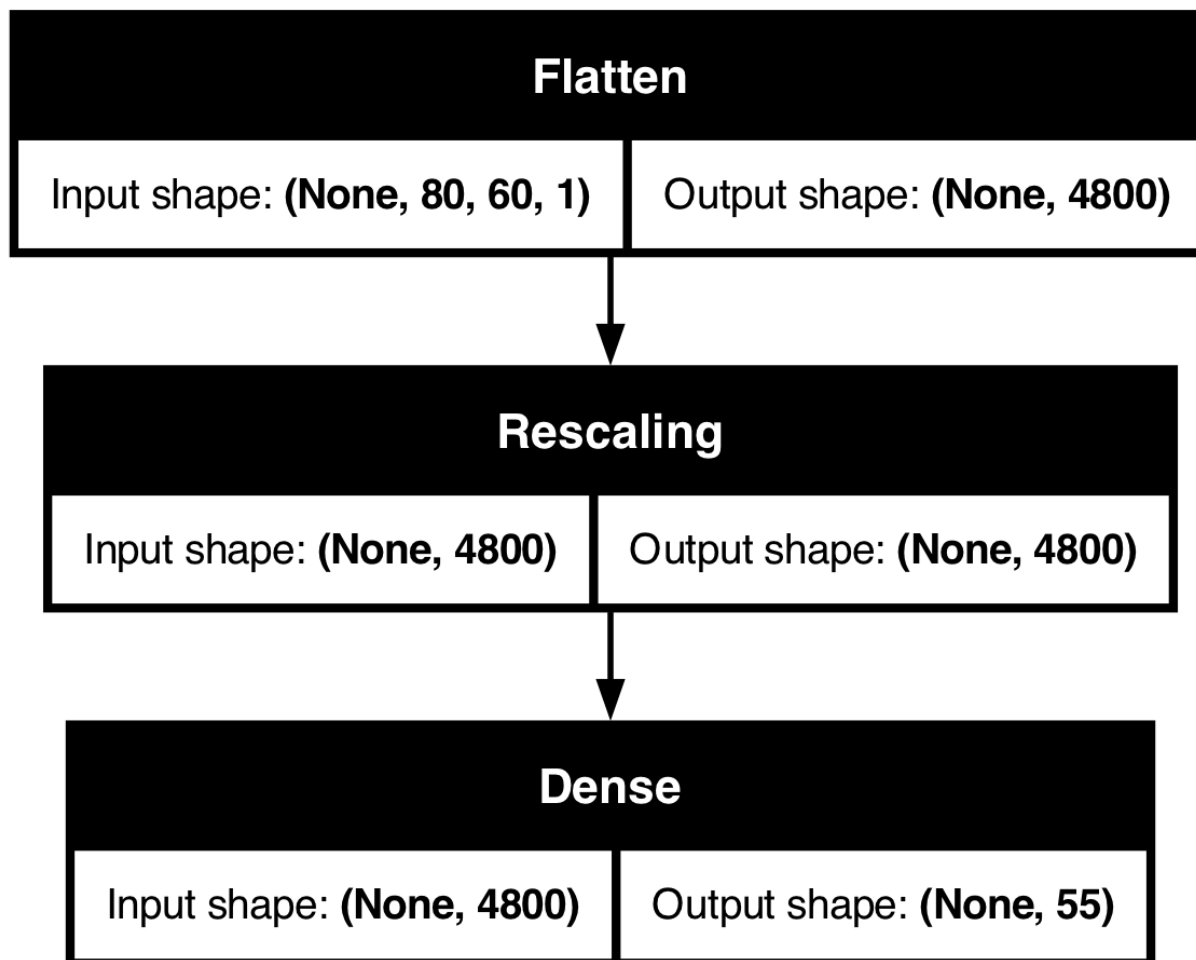 Flatten
Input shape: (None, 80, 60, 1) Output shape: (None, 4800)
Rescaling
Input shape: (None, 4800) Output shape: (None, 4800)
Dense
Input shape: (None, 4800) Output shape: (None, 55)